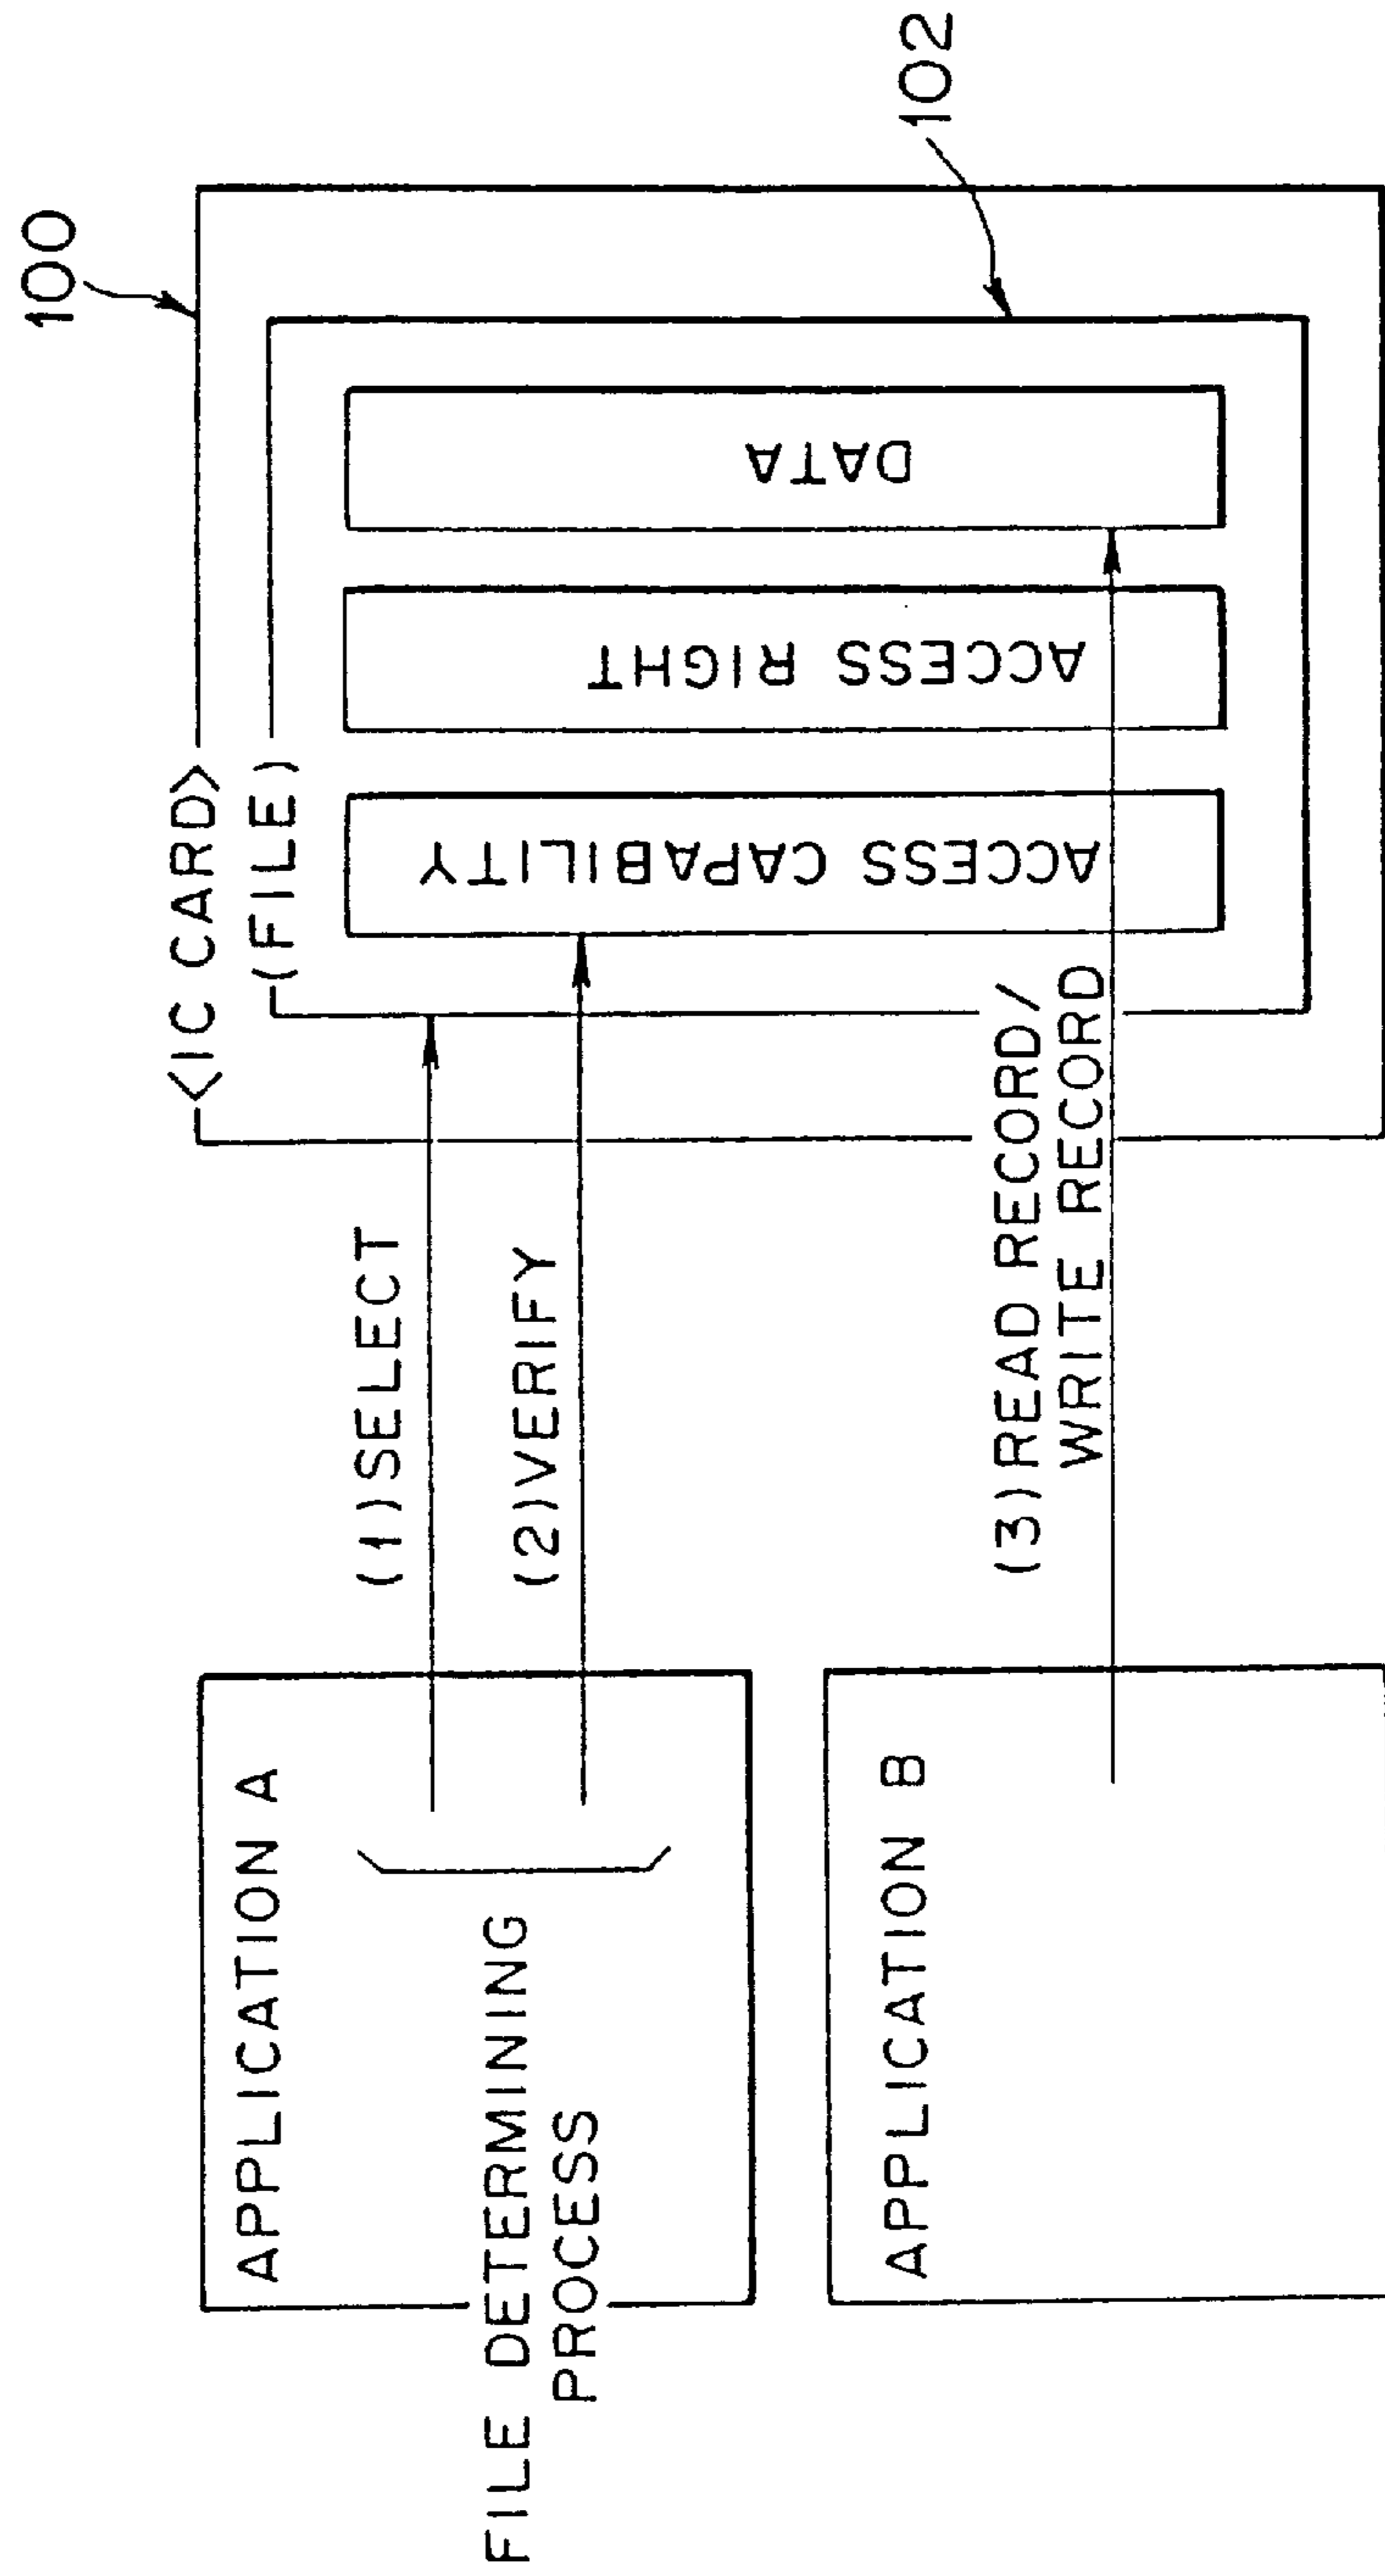 100
<IC CARD>
(FILE)
102
APPLICATION A
(1)SELECT
(2)VERIFY
FILE DETERMINING
PROCESS
ACCESS CAPABILITY
ACCESS RIGHT
DATA
APPLICATION B
(3)READ RECORD/
WRITE RECORD